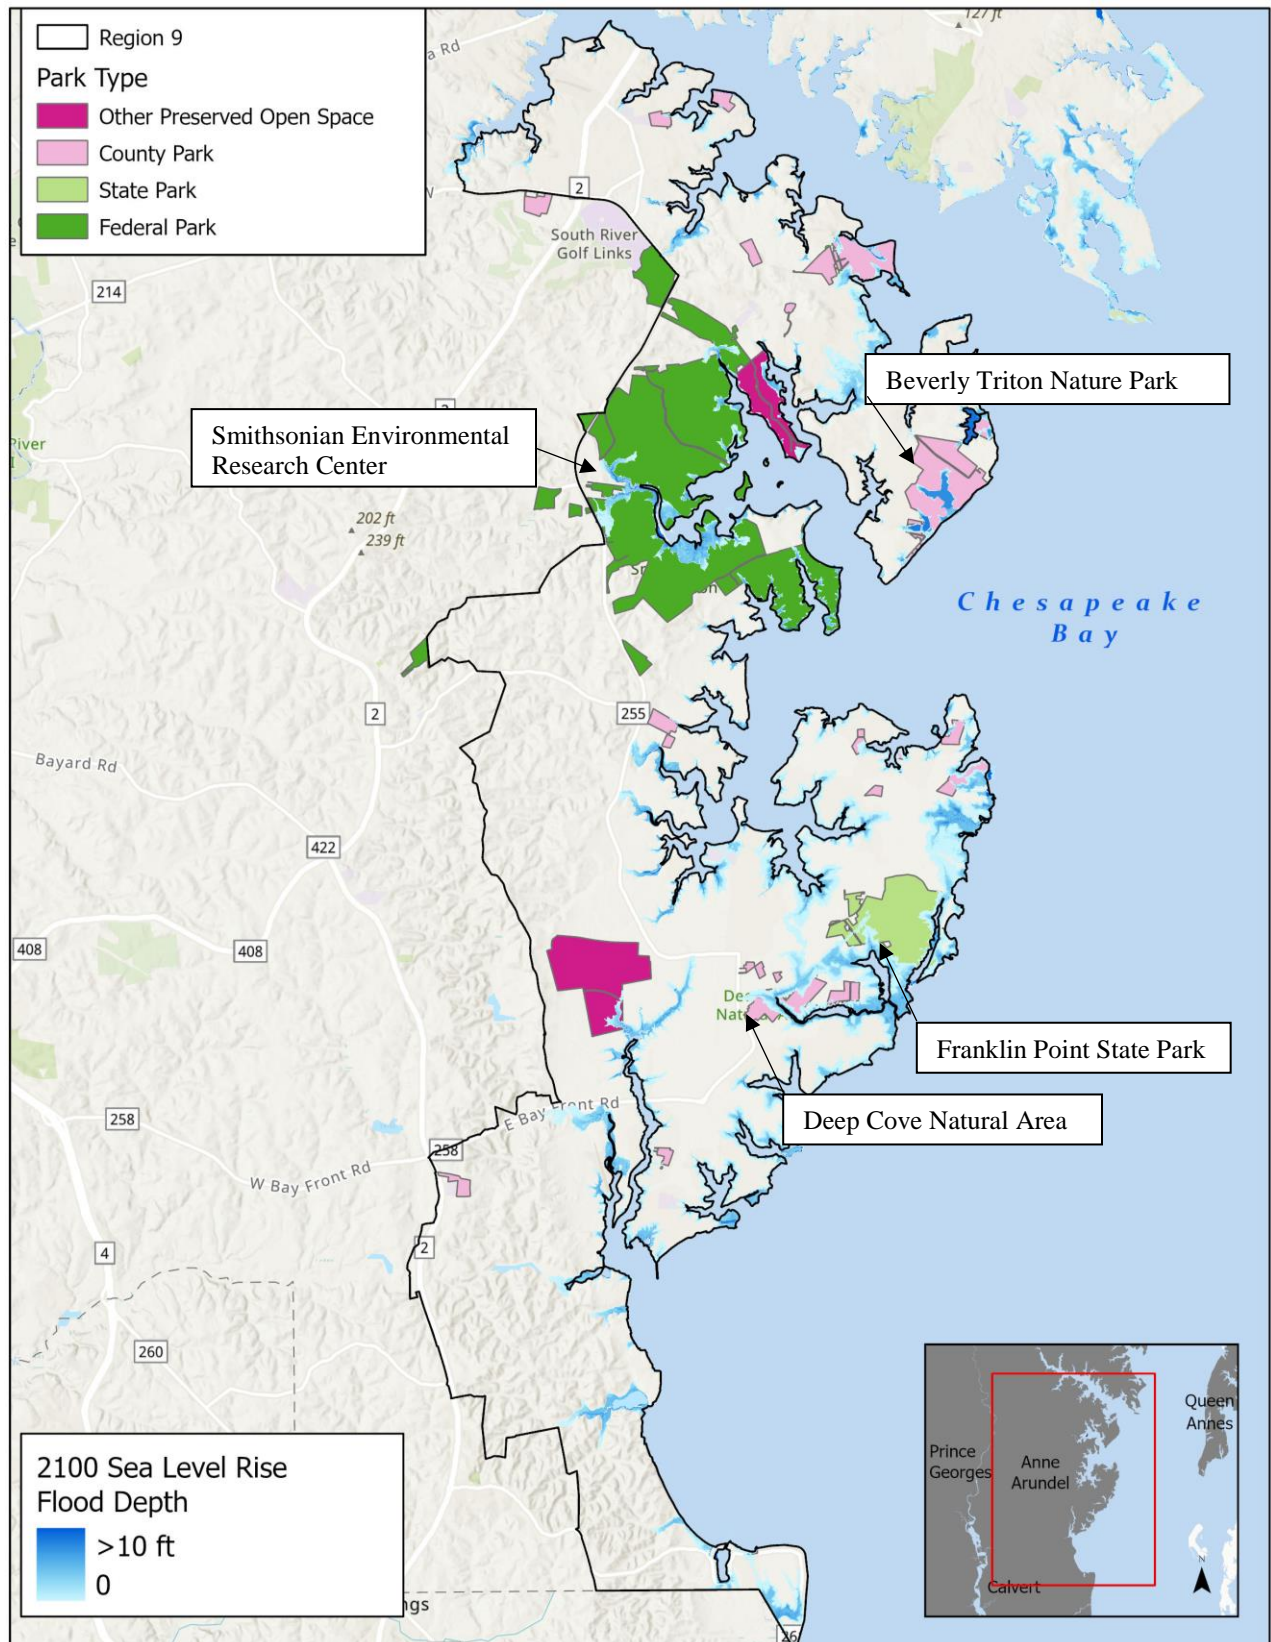 Region 9
Park Type
Other Preserved Open Space
County Park
State Park
Federal Park
127 ft
a Rd
2
South River
Golf Links
214
Beverly Triton Nature Park
Smithsonian Environmental
Research Center
River
202 ft
239 ft
Chesapeake
Bay
2
255
Bayard Rd
422
408
408
Franklin Point State Park
Deep Cove Natural Area
E Bay Front Rd
258
258
W Bay Front Rd
4
2
260
2100 Sea Level Rise
Flood Depth
>10 ft
0
ngs
26
Queen
Annes
Prince
Georges
Anne
Arundel
Calvert
N